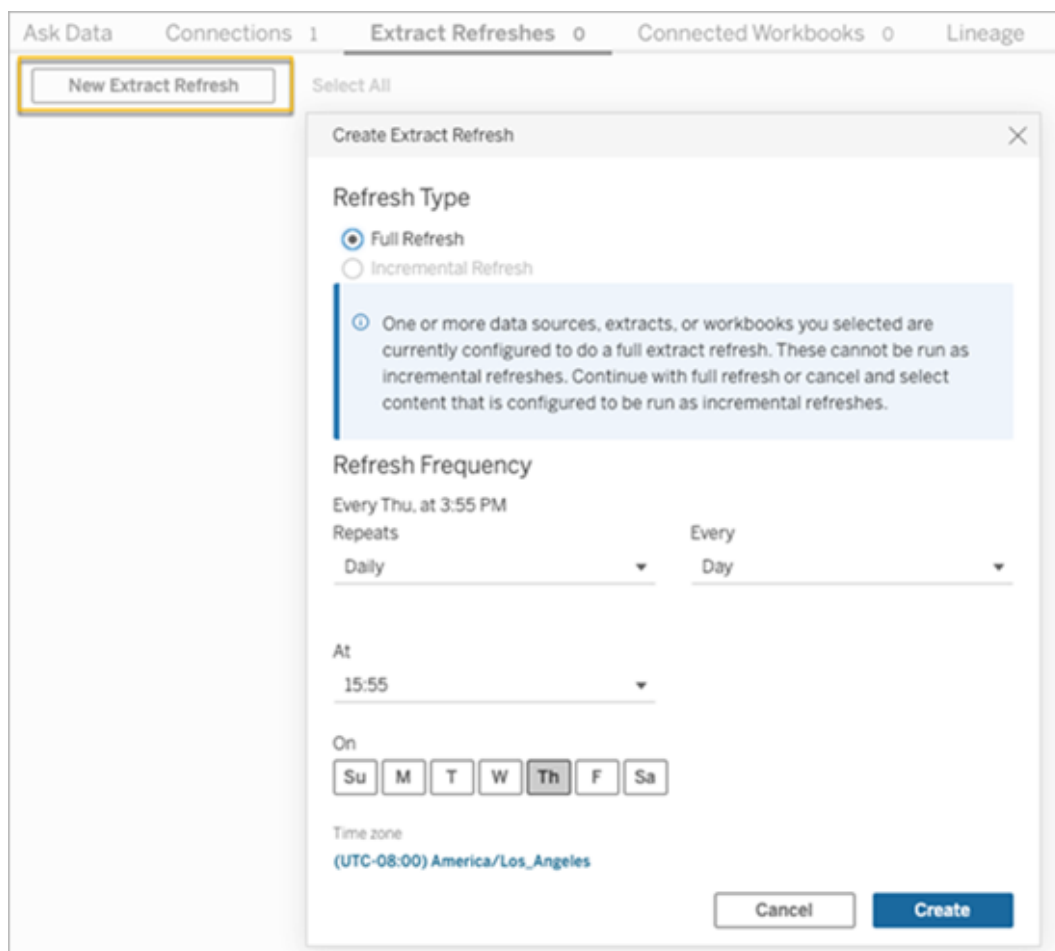 Ask Data Connections 1 Extract Refreshes 0 Connected Workbooks 0 Lineage
New Extract Refresh Select All
Create Extract Refresh
Refresh Type
Full Refresh
Incremental Refresh
One or more data sources, extracts, or workbooks you selected are
currently configured to do a full extract refresh. These cannot be run as
incremental refreshes. Continue with full refresh or cancel and select
content that is configured to be run as incremental refreshes.
Refresh Frequency
Every Thu, at 3:55 PM
Repeats Every
Daily Day
At
15:55
On
Su M T W Th F Sa
Time zone
(UTC-08:00) America/Los_Angeles
Cancel Create